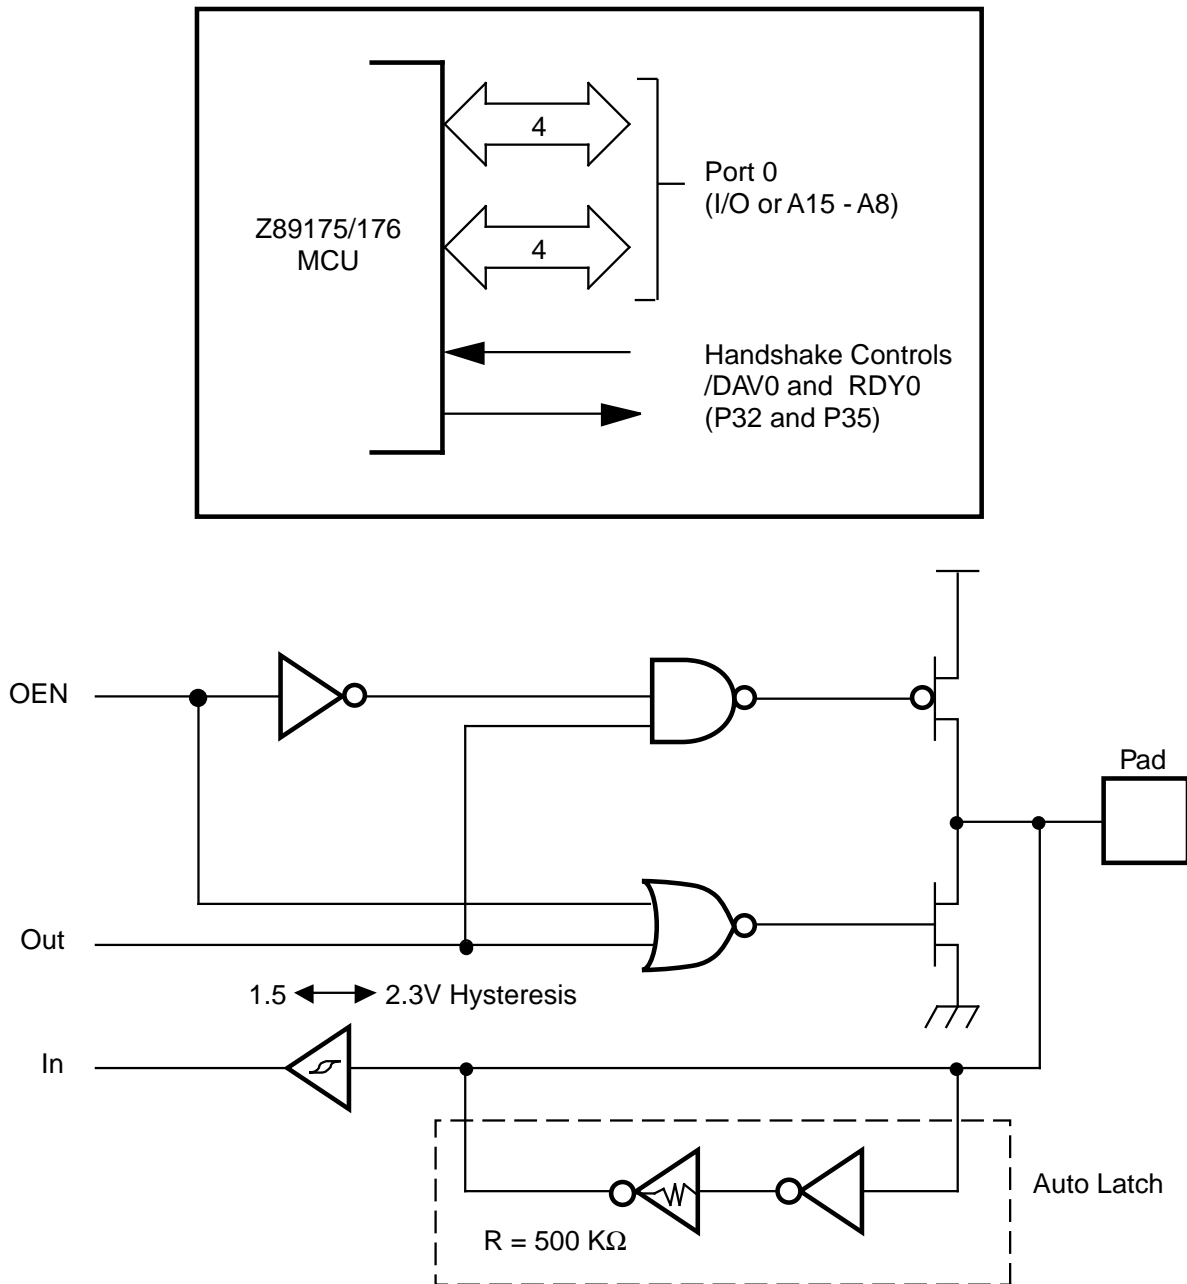 4
Port 0
(I/O or A15 - A8)
Z89175/176
MCU
4
Handshake Controls
/DAV0 and RDY0
(P32 and P35)
OEN
Pad
Out
1.5 2.3V Hysteresis
In
Auto Latch
R = 500 KΩ